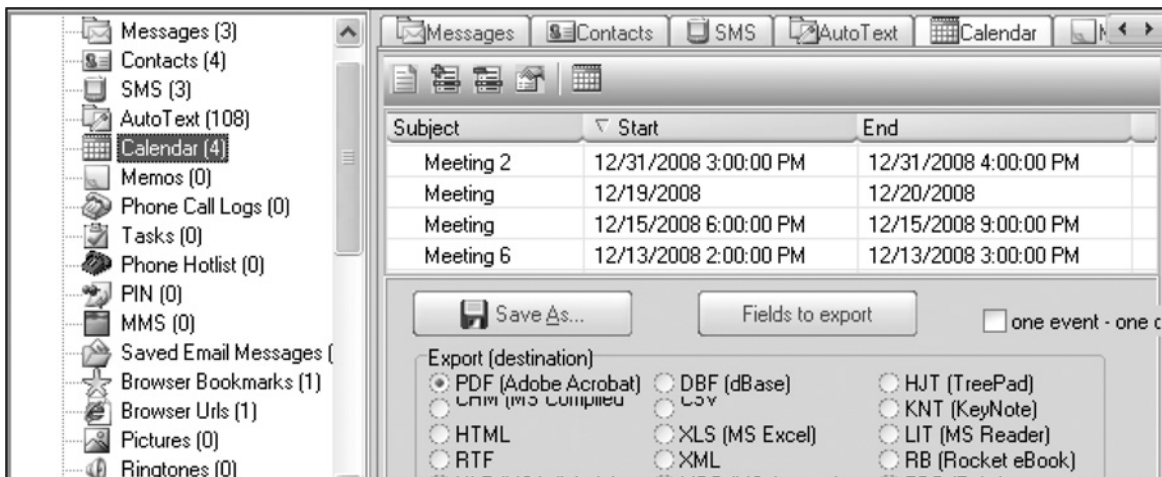 Messages (3)
Contacts (4)
SMS (3)
AutoText (108)
Calendar (4)
Memos (0)
Phone Call Logs (0)
Tasks (0)
Phone Hotlist (0)
PIN (0)
MMS (0)
Saved Email Messages (
Browser Bookmarks (1)
Browser Urls (1)
Pictures (0)
Ringtones (0)
Messages Contacts SMS AutoText Calendar
Subject Start End
Meeting 2 12/31/2008 3:00:00 PM 12/31/2008 4:00:00 PM
Meeting 12/19/2008 12/20/2008
Meeting 12/15/2008 6:00:00 PM 12/15/2008 9:00:00 PM
Meeting 6 12/13/2008 2:00:00 PM 12/13/2008 3:00:00 PM
Save As... Fields to export one event - one
Export (destination)
PDF (Adobe Acrobat) DBF (dBase) HJT (TreePad)
CHM (MS Compiled CSV KNT (KeyNote)
HTML XLS (MS Excel) LIT (MS Reader)
RTF XML RB (Rocket eBook)